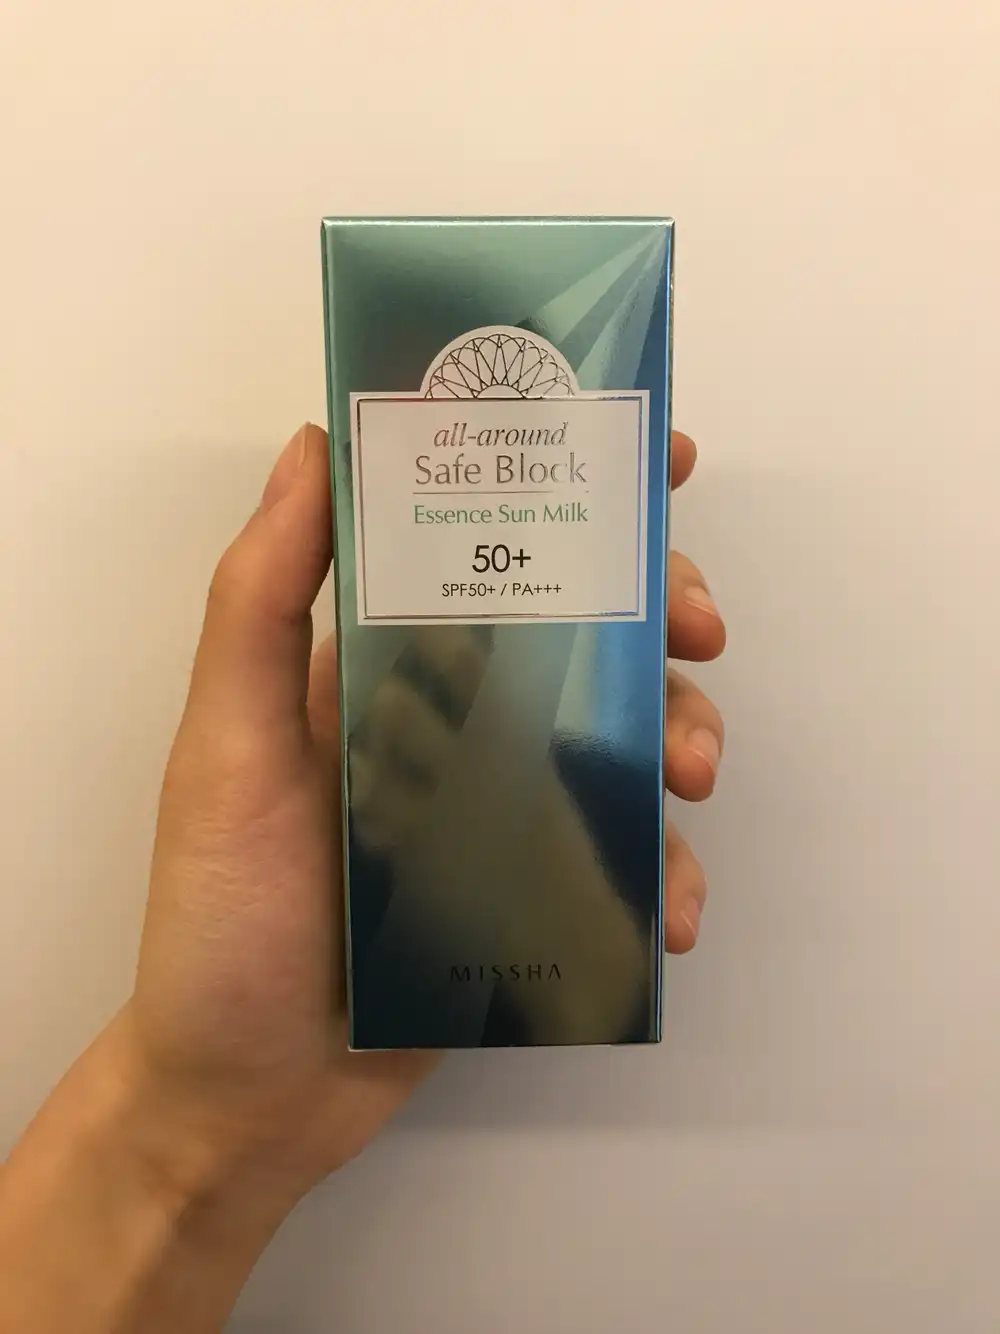 all-around
Safe Block
Essence Sun Milk
50+
SPF50+ / PA+++
MISSHA